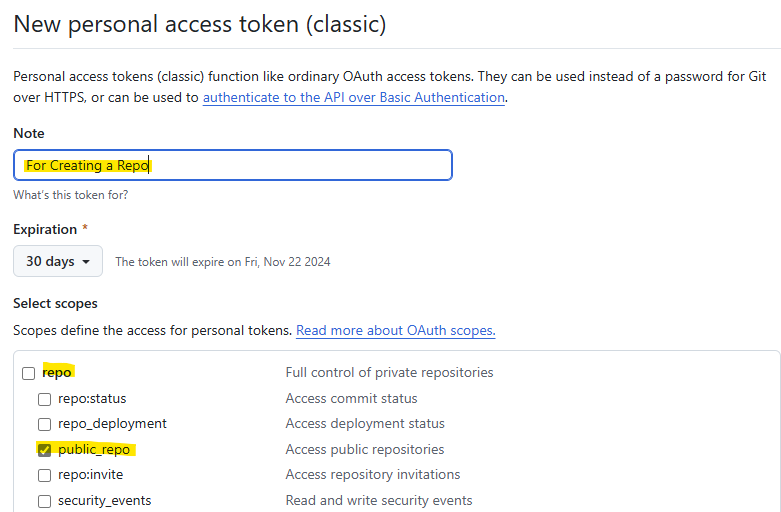 New personal access token (classic)
Personal access tokens (classic) function like ordinary OAuth access tokens. They can be used instead of a password for Git
over HTTPS, or can be used to authenticate to the API over Basic Authentication.
Note
For Creating a Repo
What's this token for?
Expiration *
30 days The token will expire on Fri, Nov 22 2024
Select scopes
Scopes define the access for personal tokens. Read more about OAuth scopes.
repo Full control of private repositories
repo:status Access commit status
repo_deployment Access deployment status
public_repo Access public repositories
repo:invite Access repository invitations
security_events Read and write security events